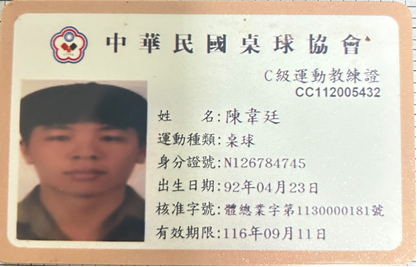 中華民國桌球協會
C級運動教練證
CC112005432
姓　　名:陳韋廷
運動種類:桌球
身分證號:N126784745
出生日期:92年04月23日
核准字號:體總業字第1130000181號
有效期限:116年09月11日